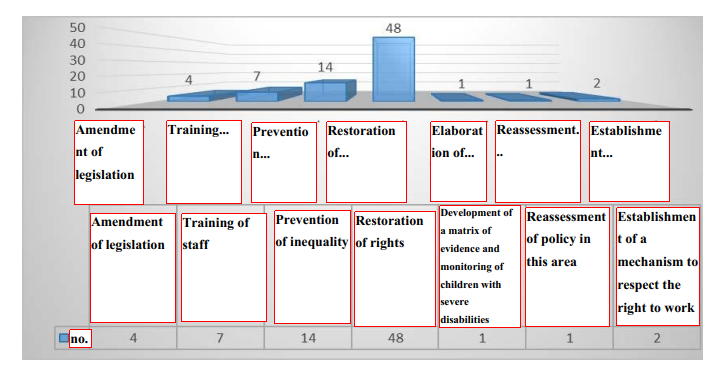 50
40
30
20
10
0
4
7
14
48
1
1
2
Amendme
nt of
legislation
Training...
Preventio
n...
Restoration
of...
Elaborat
ion of...
Reassessment.
..
Establishme
nt...
Amendment
of legislation
Training of
staff
Prevention
of inequality
Restoration
of rights
Development of
a matrix of
evidence and
monitoring of
children with
severe
disabilities
Reassessment
of policy in
this area
Establishmen
t of a
mechanism to
respect the
right to work
no. 4 7 14 48 1 1 2